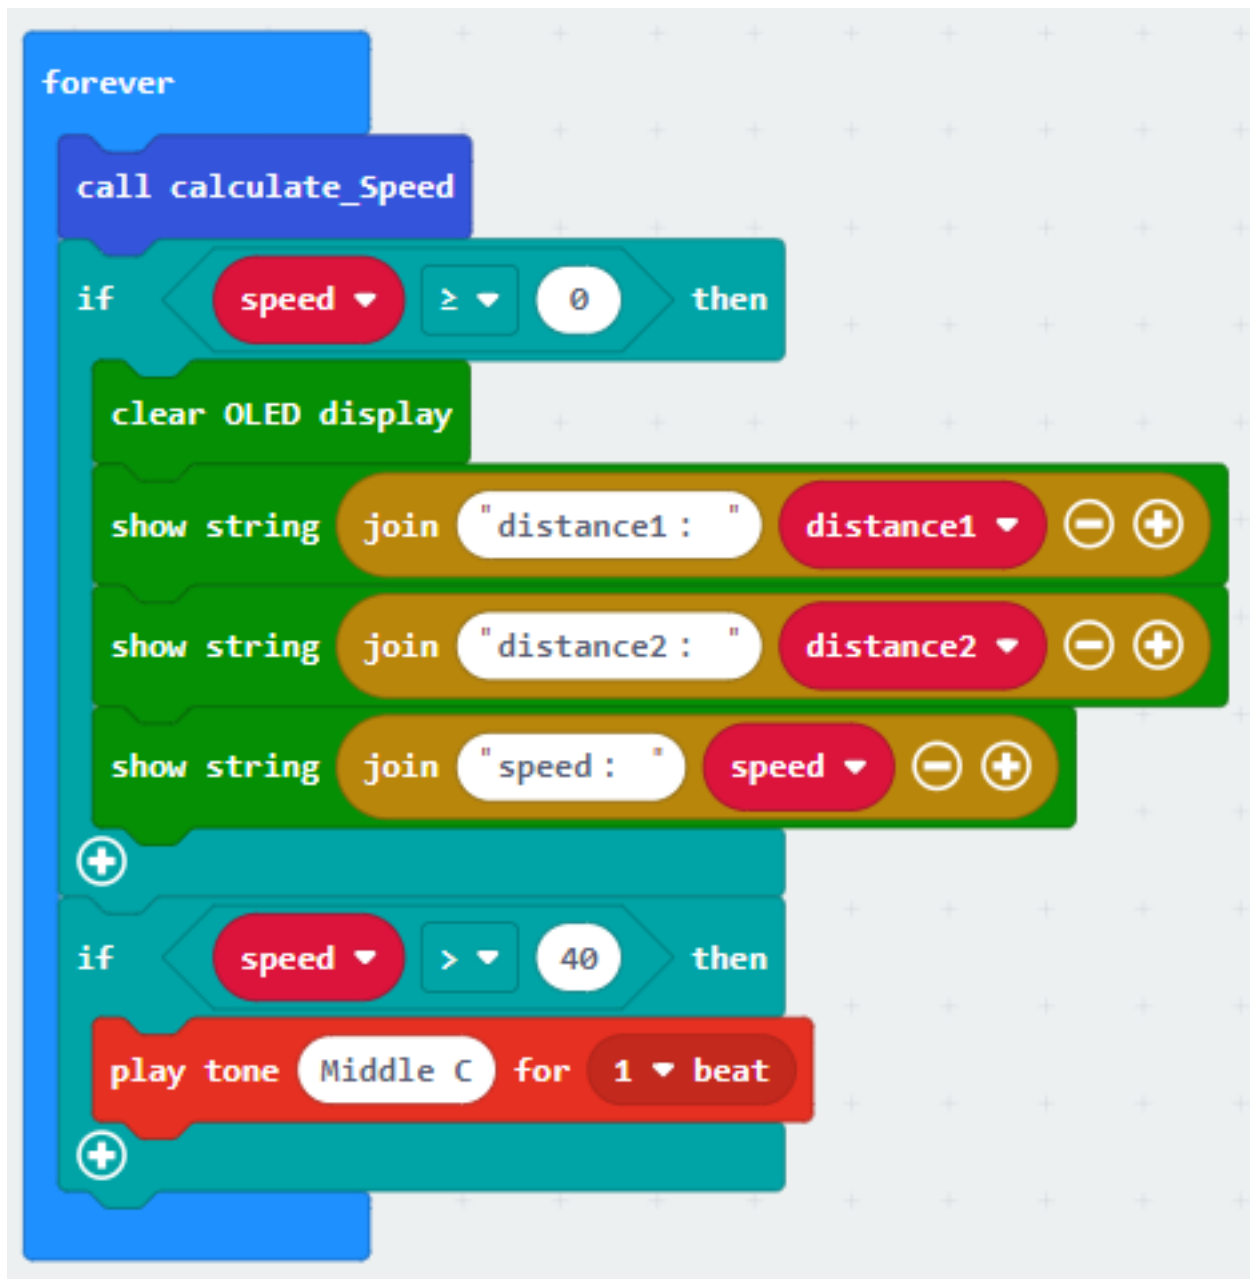 forever
call calculate_Speed
if speed ≥ 0 then
clear OLED display
show string join "distance1: " distance1
show string join "distance2: " distance2
show string join "speed: " speed
if speed > 40 then
play tone Middle C for 1 beat